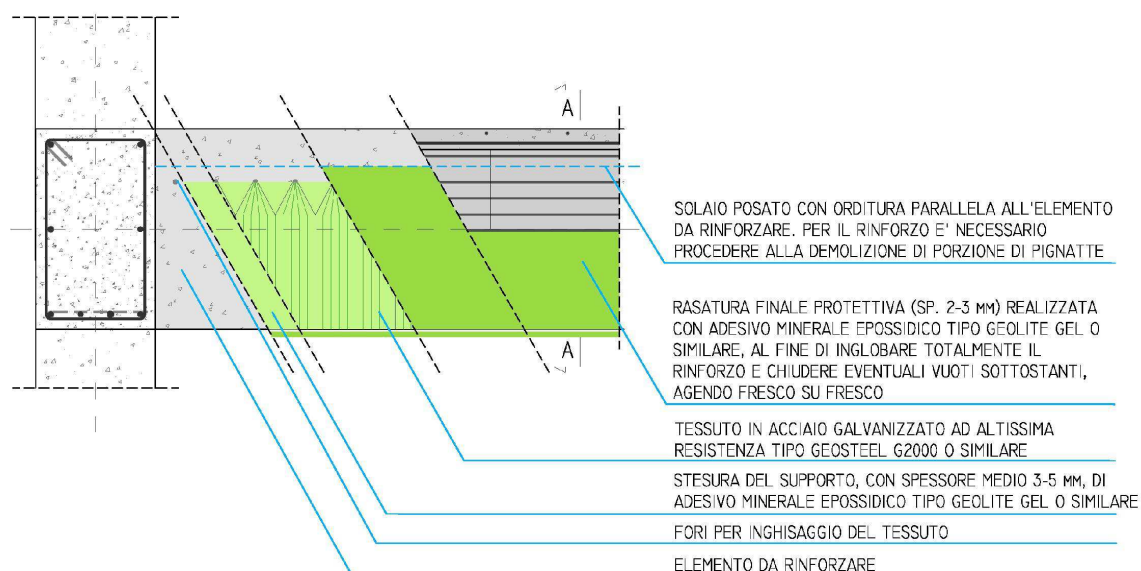 A
SOLAIO POSATO CON ORDITURA PARALLELA ALL'ELEMENTO
DA RINFORZARE. PER IL RINFORZO E' NECESSARIO
PROCEDERE ALLA DEMOLIZIONE DI PORZIONE DI PIGNATTE
RASATURA FINALE PROTETTIVA (SP. 2-3 MM) REALIZZATA
CON ADESIVO MINERALE EPOSSIDICO TIPO GEOLITE GEL O
SIMILARE, AL FINE DI INGLOBARE TOTALMENTE IL
RINFORZO E CHIUDERE EVENTUALI VUOTI SOTTOSTANTI,
AGENDO FRESCO SU FRESCO
A
TESSUTO IN ACCIAIO GALVANIZZATO AD ALTISSIMA
RESISTENZA TIPO GEOSTEEL G2000 O SIMILARE
STESURA DEL SUPPORTO, CON SPESSORE MEDIO 3-5 MM, DI
ADESIVO MINERALE EPOSSIDICO TIPO GEOLITE GEL O SIMILARE
FORI PER INGHISAGGIO DEL TESSUTO
ELEMENTO DA RINFORZARE